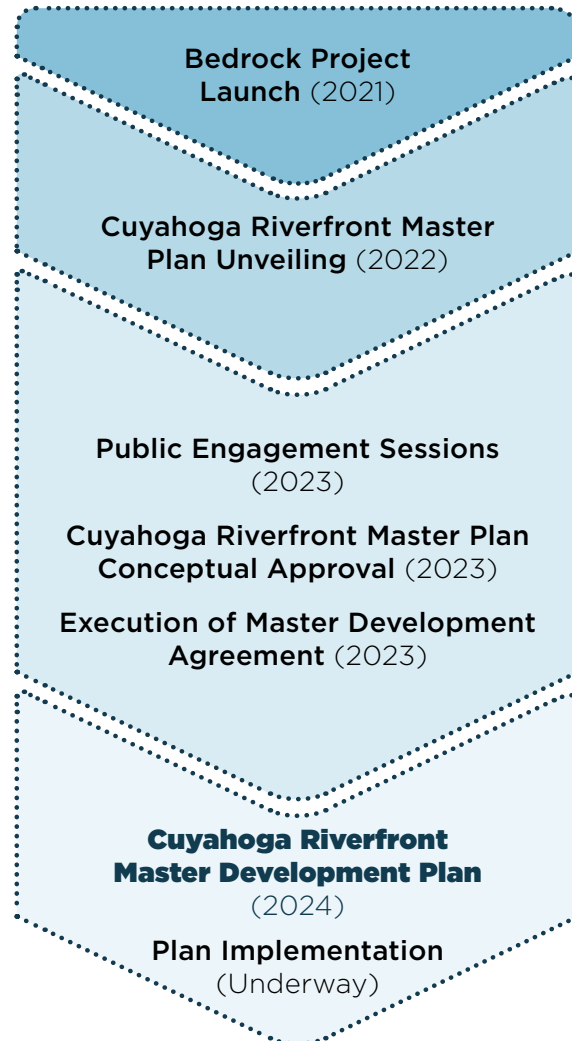 Bedrock Project
Launch (2021)
Cuyahoga Riverfront Master
Plan Unveiling (2022)
Public Engagement Sessions
(2023)
Cuyahoga Riverfront Master Plan
Conceptual Approval (2023)
Execution of Master Development
Agreement (2023)
Cuyahoga Riverfront
Master Development Plan
(2024)
Plan Implementation
(Underway)